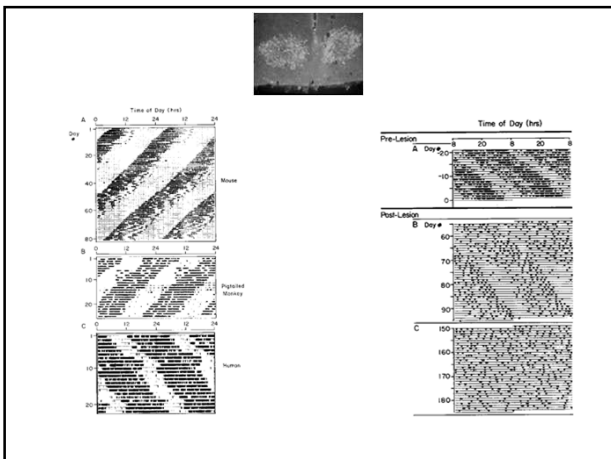 Time of Day (hrs)
A
0 12 24 12 24
Day
#
1
20
40
60
80
Mouse
B
0 12 24 12 24
1
10
20
Pigtailed
Monkey
C
0 12 24 12 24
1
10
20
Human
Time of Day (hrs)
Pre-Lesion
8 20 8 20 8
A Day#
-20
-10
0
Post-Lesion
B Day#
60
70
80
90
C
150
160
170
180